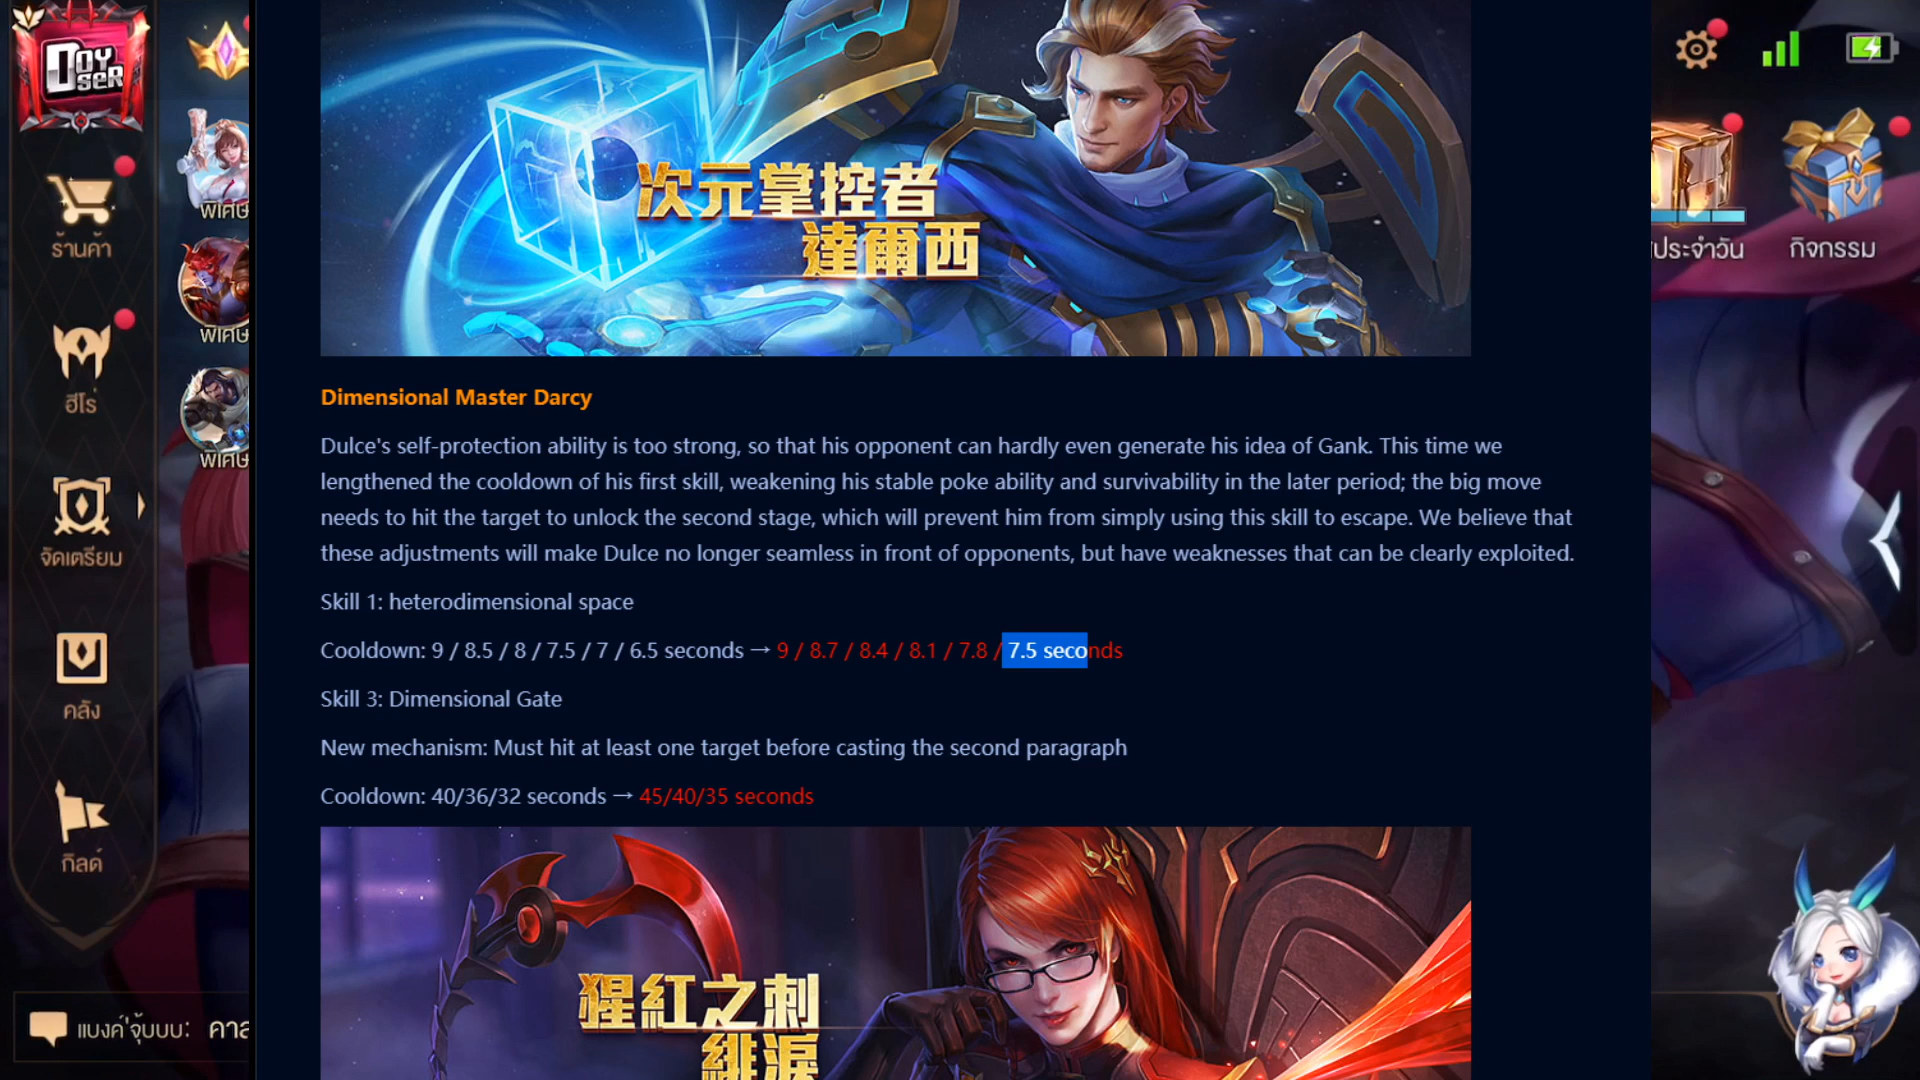 DOY
SER
ร้านค้า
ฮีโร่
จัดเตรียม
คลัง
กิลด์
แบงค์'จุ้บบบ:
พิเศษ
พิเศษ
พิเศษ
次元掌控者
達爾西
Dimensional Master Darcy
Dulce's self-protection ability is too strong, so that his opponent can hardly even generate his idea of Gank. This time we
lengthened the cooldown of his first skill, weakening his stable poke ability and survivability in the later period; the big move
needs to hit the target to unlock the second stage, which will prevent him from simply using this skill to escape. We believe that
these adjustments will make Dulce no longer seamless in front of opponents, but have weaknesses that can be clearly exploited.
Skill 1: heterodimensional space
Cooldown: 9 / 8.5 / 8 / 7.5 / 7 / 6.5 seconds → 9 / 8.7 / 8.4 / 8.1 / 7.8 / 7.5 seconds
Skill 3: Dimensional Gate
New mechanism: Must hit at least one target before casting the second paragraph
Cooldown: 40/36/32 seconds → 45/40/35 seconds
猩紅之刺
緋淚
ประจำวัน
กิจกรรม